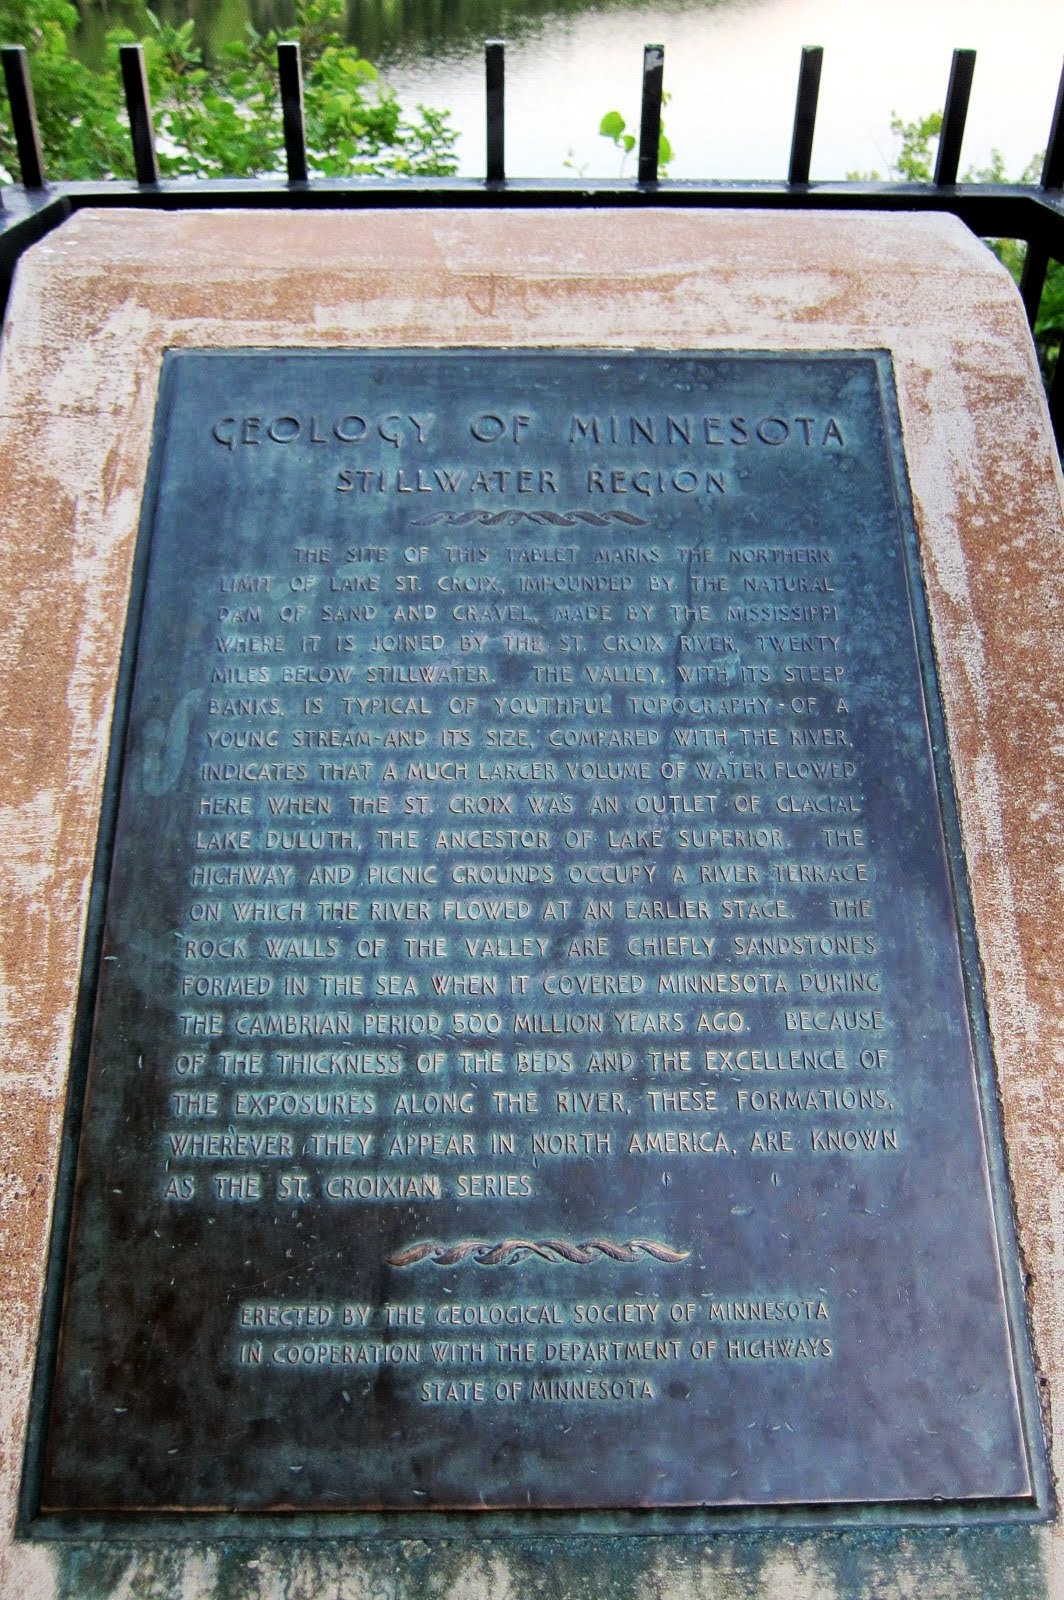 GEOLOGY OF MINNESOTA
STILLWATER REGION
THE SITE OF THIS TABLET MARKS THE NORTHERN
LIMIT OF LAKE ST. CROIX, IMPOUNDED BY THE NATURAL
DAM OF SAND AND GRAVEL, MADE BY THE MISSISSIPPI
WHERE IT IS JOINED BY THE ST. CROIX RIVER, TWENTY
MILES BELOW STILLWATER. THE VALLEY, WITH ITS STEEP
BANKS, IS TYPICAL OF YOUTHFUL TOPOGRAPHY-OF A
YOUNG STREAM-AND ITS SIZE, COMPARED WITH THE RIVER,
INDICATES THAT A MUCH LARGER VOLUME OF WATER FLOWED
HERE WHEN THE ST. CROIX WAS AN OUTLET OF GLACIAL
LAKE DULUTH, THE ANCESTOR OF LAKE SUPERIOR. THE
HIGHWAY AND PICNIC GROUNDS OCCUPY A RIVER TERRACE
ON WHICH THE RIVER FLOWED AT AN EARLIER STAGE. THE
ROCK WALLS OF THE VALLEY ARE CHIEFLY SANDSTONES
FORMED IN THE SEA WHEN IT COVERED MINNESOTA DURING
THE CAMBRIAN PERIOD 500 MILLION YEARS AGO. BECAUSE
OF THE THICKNESS OF THE BEDS AND THE EXCELLENCE OF
THE EXPOSURES ALONG THE RIVER, THESE FORMATIONS,
WHEREVER THEY APPEAR IN NORTH AMERICA, ARE KNOWN
AS THE ST. CROIXIAN SERIES.
ERECTED BY THE GEOLOGICAL SOCIETY OF MINNESOTA
IN COOPERATION WITH THE DEPARTMENT OF HIGHWAYS
STATE OF MINNESOTA